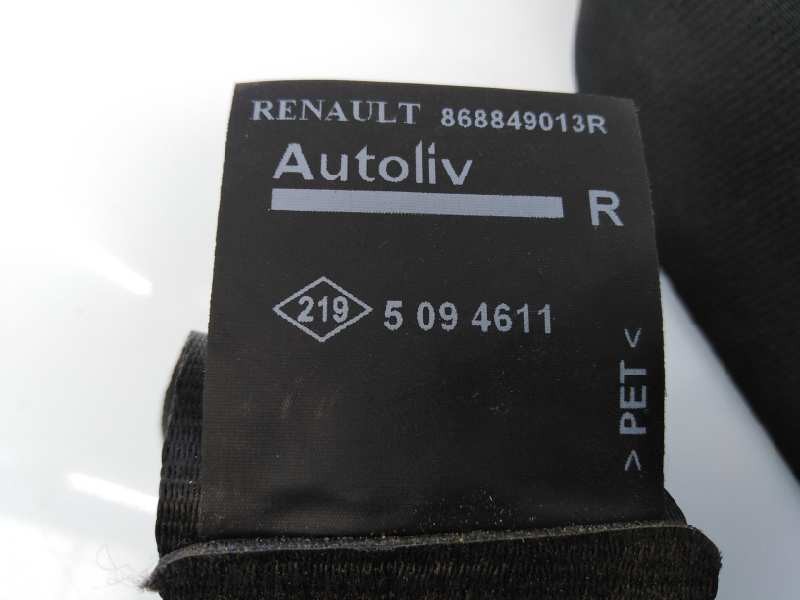 RENAULT 868849013R
Autoliv
R
219 5 09 4611
> PET <